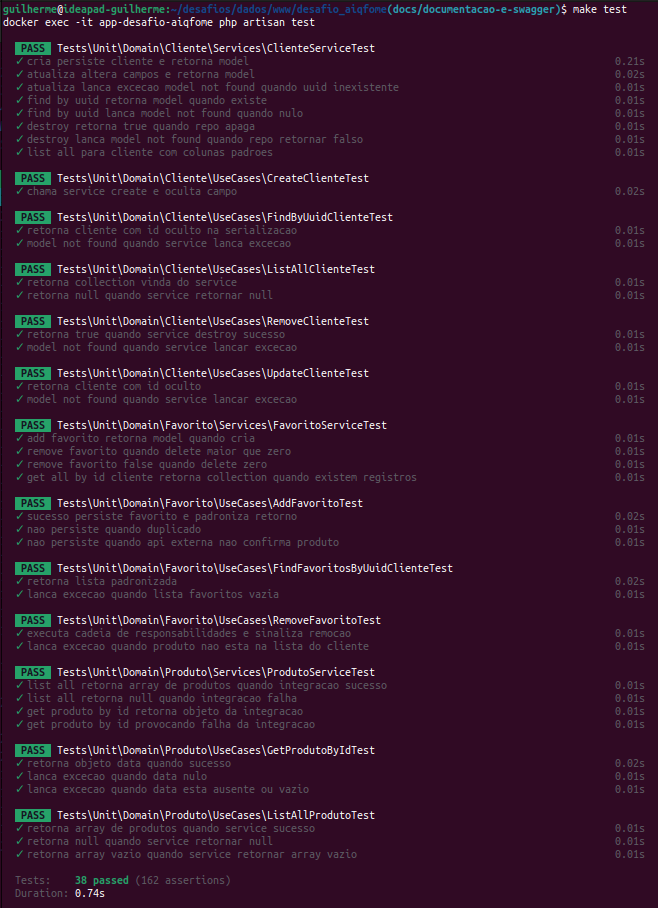 guilherme@ideapad-guilherme:~/desafios/dados/www/desafio_aiqfome(docs/documentacao-e-swagger)$ make test
docker exec -it app-desafio-aiqfome php artisan test
PASS Tests\Unit\Domain\Cliente\Services\ClienteServiceTest
✓ cria persiste cliente e retorna model 0.21s
✓ atualiza altera campos e retorna model 0.02s
✓ atualiza lanca excecao model not found quando uuid inexistente 0.01s
✓ find by uuid retorna model quando existe 0.01s
✓ find by uuid lanca model not found quando nulo 0.01s
✓ destroy retorna true quando repo apaga 0.01s
✓ destroy lanca model not found quando repo retornar falso 0.01s
✓ list all para cliente com colunas padroes 0.01s
PASS Tests\Unit\Domain\Cliente\UseCases\CreateClienteTest
✓ chama service create e oculta campo 0.02s
PASS Tests\Unit\Domain\Cliente\UseCases\FindByUuidClienteTest
✓ retorna cliente com id oculto na serializacao 0.01s
✓ model not found quando service lanca excecao 0.01s
PASS Tests\Unit\Domain\Cliente\UseCases\ListAllClienteTest
✓ retorna collection vinda do service 0.01s
✓ retorna null quando service retornar null 0.01s
PASS Tests\Unit\Domain\Cliente\UseCases\RemoveClienteTest
✓ retorna true quando service destroy sucesso 0.01s
✓ model not found quando service lancar excecao 0.01s
PASS Tests\Unit\Domain\Cliente\UseCases\UpdateClienteTest
✓ retorna cliente com id oculto 0.01s
✓ model not found quando service lancar excecao 0.01s
PASS Tests\Unit\Domain\Favorito\Services\FavoritoServiceTest
✓ add favorito retorna model quando cria 0.01s
✓ remove favorito quando delete maior que zero 0.01s
✓ remove favorito false quando delete zero 0.01s
✓ get all by id cliente retorna collection quando existem registros 0.01s
PASS Tests\Unit\Domain\Favorito\UseCases\AddFavoritoTest
✓ sucesso persiste favorito e padroniza retorno 0.02s
✓ nao persiste quando duplicado 0.01s
✓ nao persiste quando api externa nao confirma produto 0.01s
PASS Tests\Unit\Domain\Favorito\UseCases\FindFavoritosByUuidClienteTest
✓ retorna lista padronizada 0.02s
✓ lanca excecao quando lista favoritos vazia 0.01s
PASS Tests\Unit\Domain\Favorito\UseCases\RemoveFavoritoTest
✓ executa cadeia de responsabilidades e sinaliza remocao 0.01s
✓ lanca excecao quando produto nao esta na lista do cliente 0.01s
PASS Tests\Unit\Domain\Produto\Services\ProdutoServiceTest
✓ list all retorna array de produtos quando integracao sucesso 0.01s
✓ list all retorna null quando integracao falha 0.01s
✓ get produto by id retorna objeto da integracao 0.01s
✓ get produto by id provocando falha da integracao 0.01s
PASS Tests\Unit\Domain\Produto\UseCases\GetProdutoByIdTest
✓ retorna objeto data quando sucesso 0.02s
✓ lanca excecao quando data nulo 0.01s
✓ lanca excecao quando data esta ausente ou vazio 0.01s
PASS Tests\Unit\Domain\Produto\UseCases\ListAllProdutoTest
✓ retorna array de produtos quando service sucesso 0.01s
✓ retorna null quando service retornar null 0.01s
✓ retorna array vazio quando service retornar array vazio 0.01s
Tests: 38 passed (162 assertions)
Duration: 0.74s